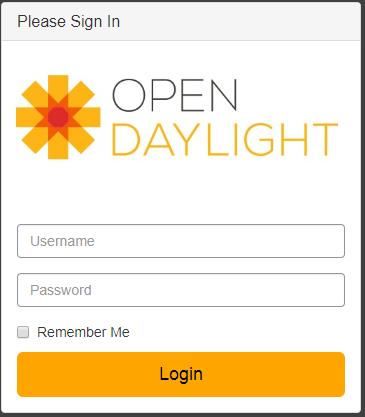 Please Sign In
OPEN
DAYLIGHT
Username
Password
Remember Me
Login